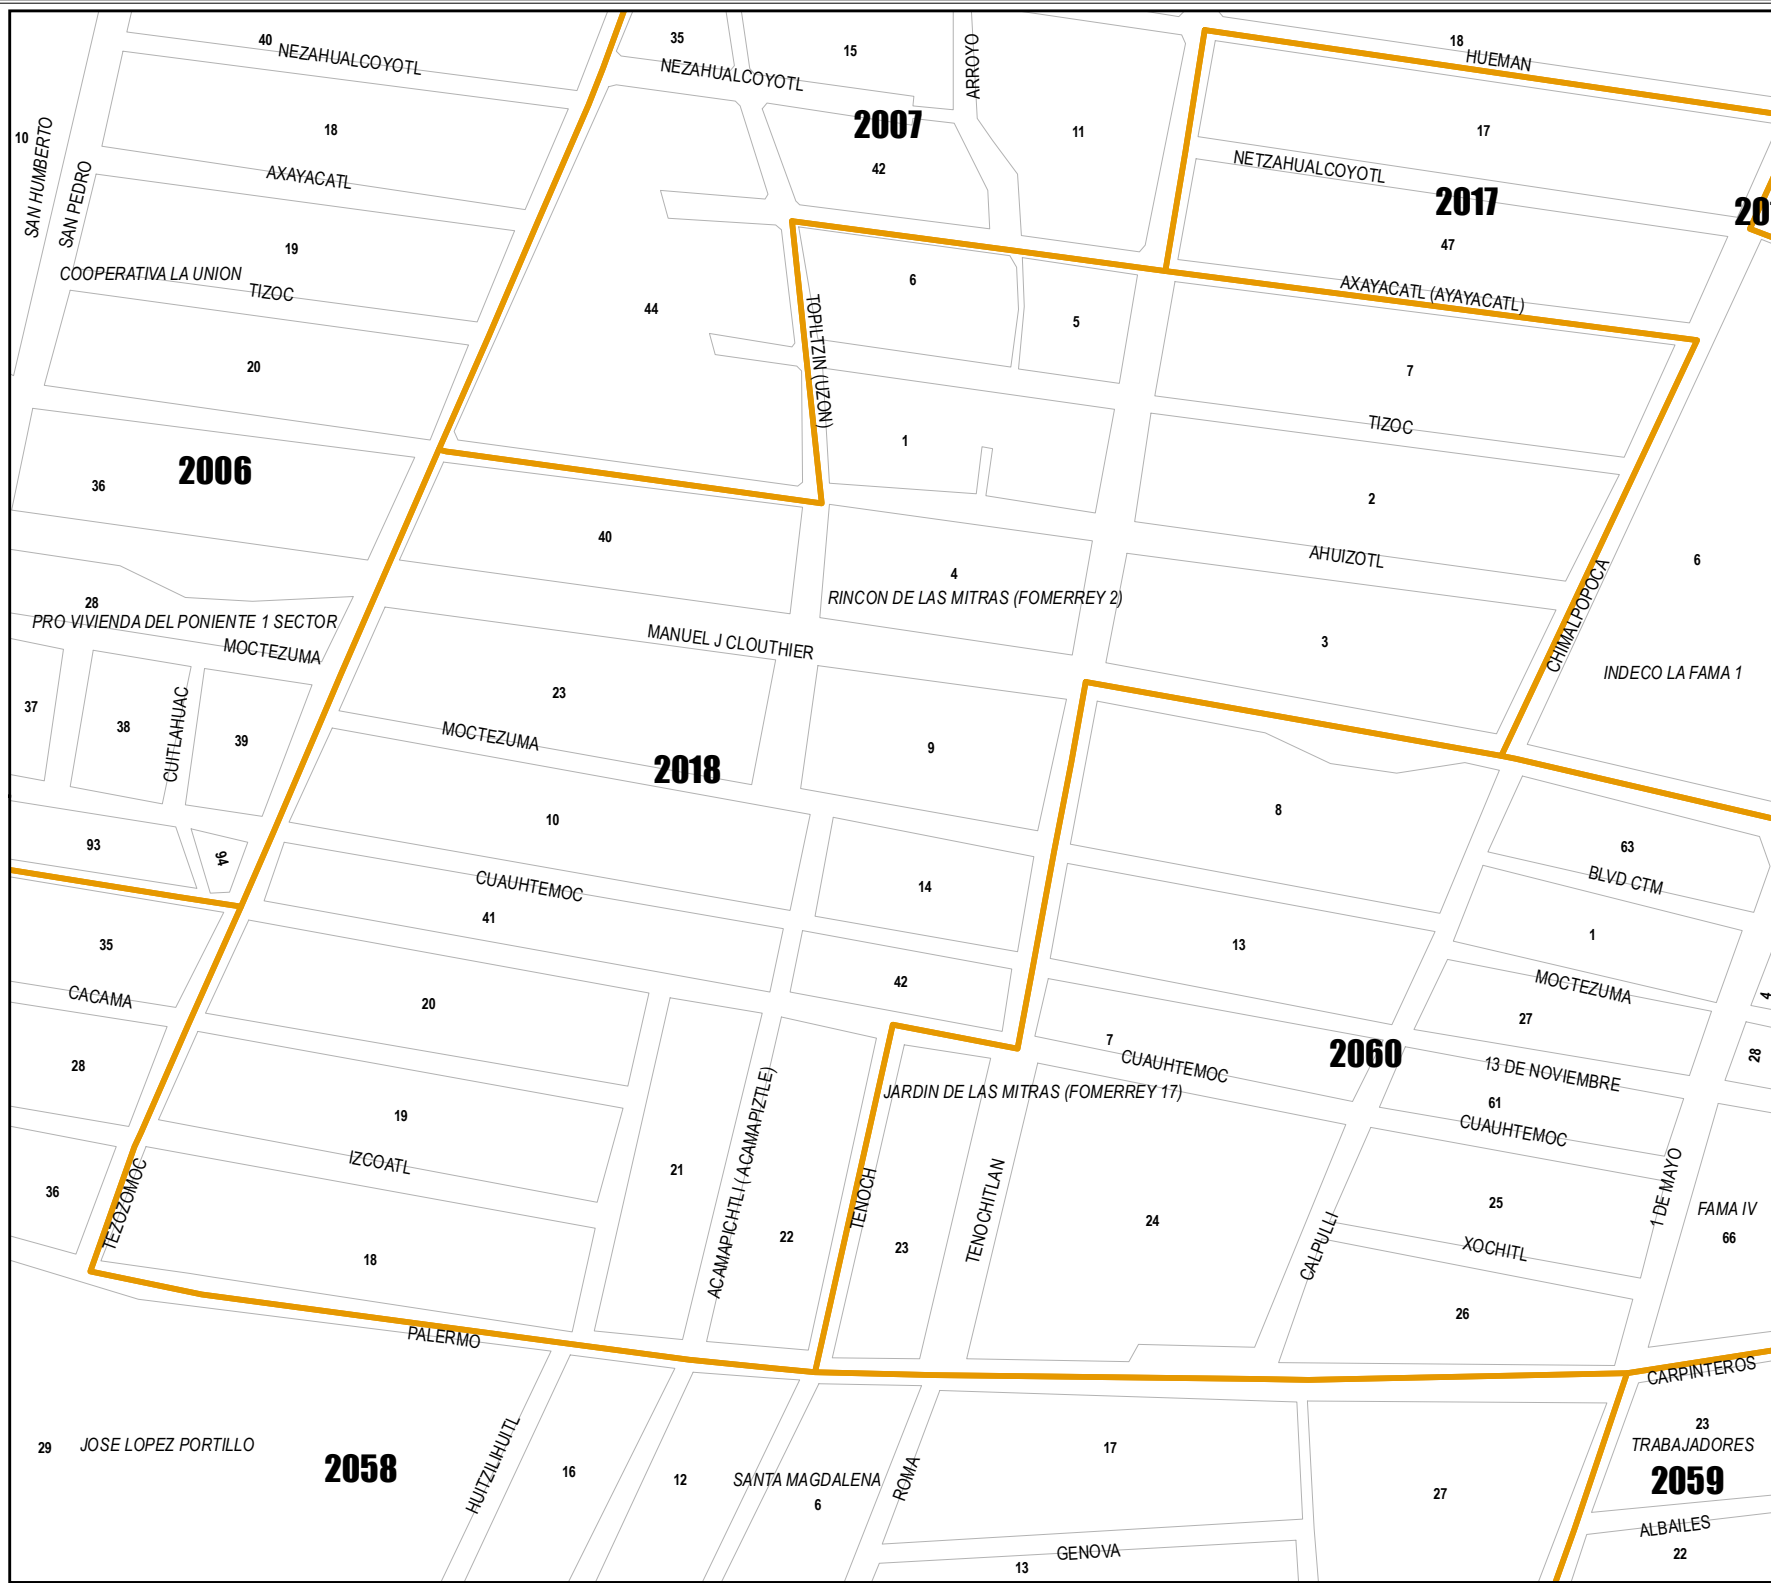 40
NEZAHUALCOYOTL
35
NEZAHUALCOYOTL
15
ARROYO
18
HUEMAN
10
SAN HUMBERTO
SAN PEDRO
18
2007
11
17
AXAYACATL
42
NETZAHUALCOYOTL
2017
20
19
47
COOPERATIVA LA UNION
TIZOC
6
AXAYACATL (AYAYACATL)
44
TOPILTZIN (UZON)
5
20
7
TIZOC
1
2006
36
2
40
AHUIZOTL
6
4
RINCON DE LAS MITRAS (FOMERREY 2)
CHIMALPOPOCA
28
PRO VIVIENDA DEL PONIENTE 1 SECTOR
MOCTEZUMA
MANUEL J CLOUTHIER
3
INDECO LA FAMA 1
37
38
CUITLAHUAC
39
23
MOCTEZUMA
2018
9
8
10
93
94
63
BLVD CTM
CUAUHTEMOC
14
41
35
13
1
CACAMA
20
42
MOCTEZUMA
4
27
28
7
CUAUHTEMOC
2060
13 DE NOVIEMBRE
28
JARDIN DE LAS MITRAS (FOMERREY 17)
61
CUAUHTEMOC
19
IZCOATL
21
ACAMAPICHTLI (ACAMAPIZTLE)
36
TEZOZOMOC
TENOCH
TENOCHITLAN
24
25
1 DE MAYO
FAMA IV
66
22
23
CALPULLI
XOCHITL
18
26
PALERMO
CARPINTEROS
29
JOSE LOPEZ PORTILLO
2058
HUITZILIHUITL
16
12
SANTA MAGDALENA
6
ROMA
17
27
23
TRABAJADORES
2059
ALBAILES
22
GENOVA
13